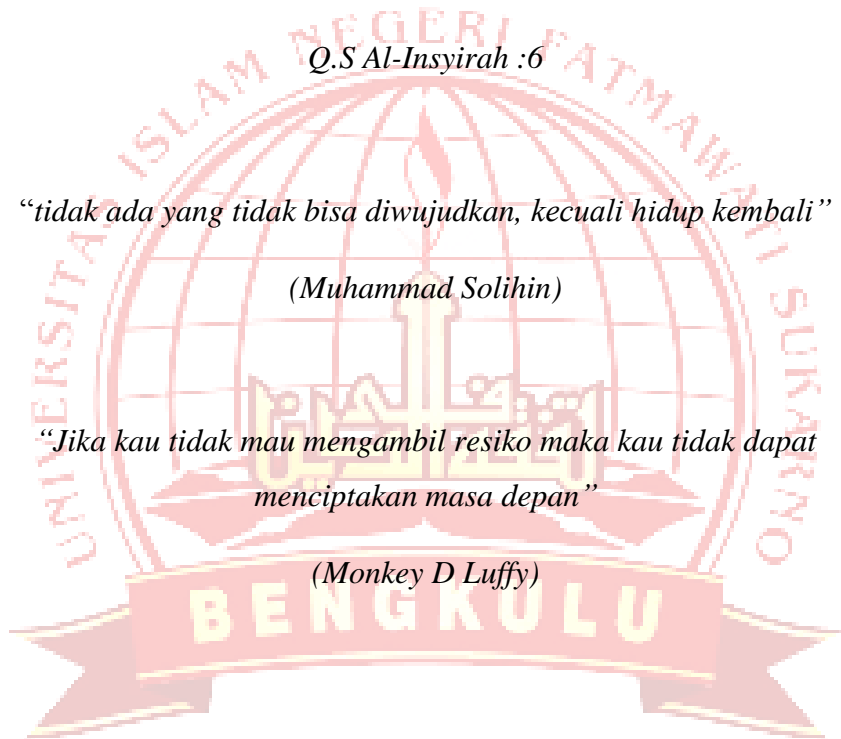 Q.S Al-Insyirah :6
“tidak ada yang tidak bisa diwujudkan, kecuali hidup kembali”
(Muhammad Solihin)
“Jika kau tidak mau mengambil resiko maka kau tidak dapat
menciptakan masa depan”
(Monkey D Luffy)
UNIVERSITAS ISLAM NEGERI FATMAWATI SUKARNO
BENGKULU